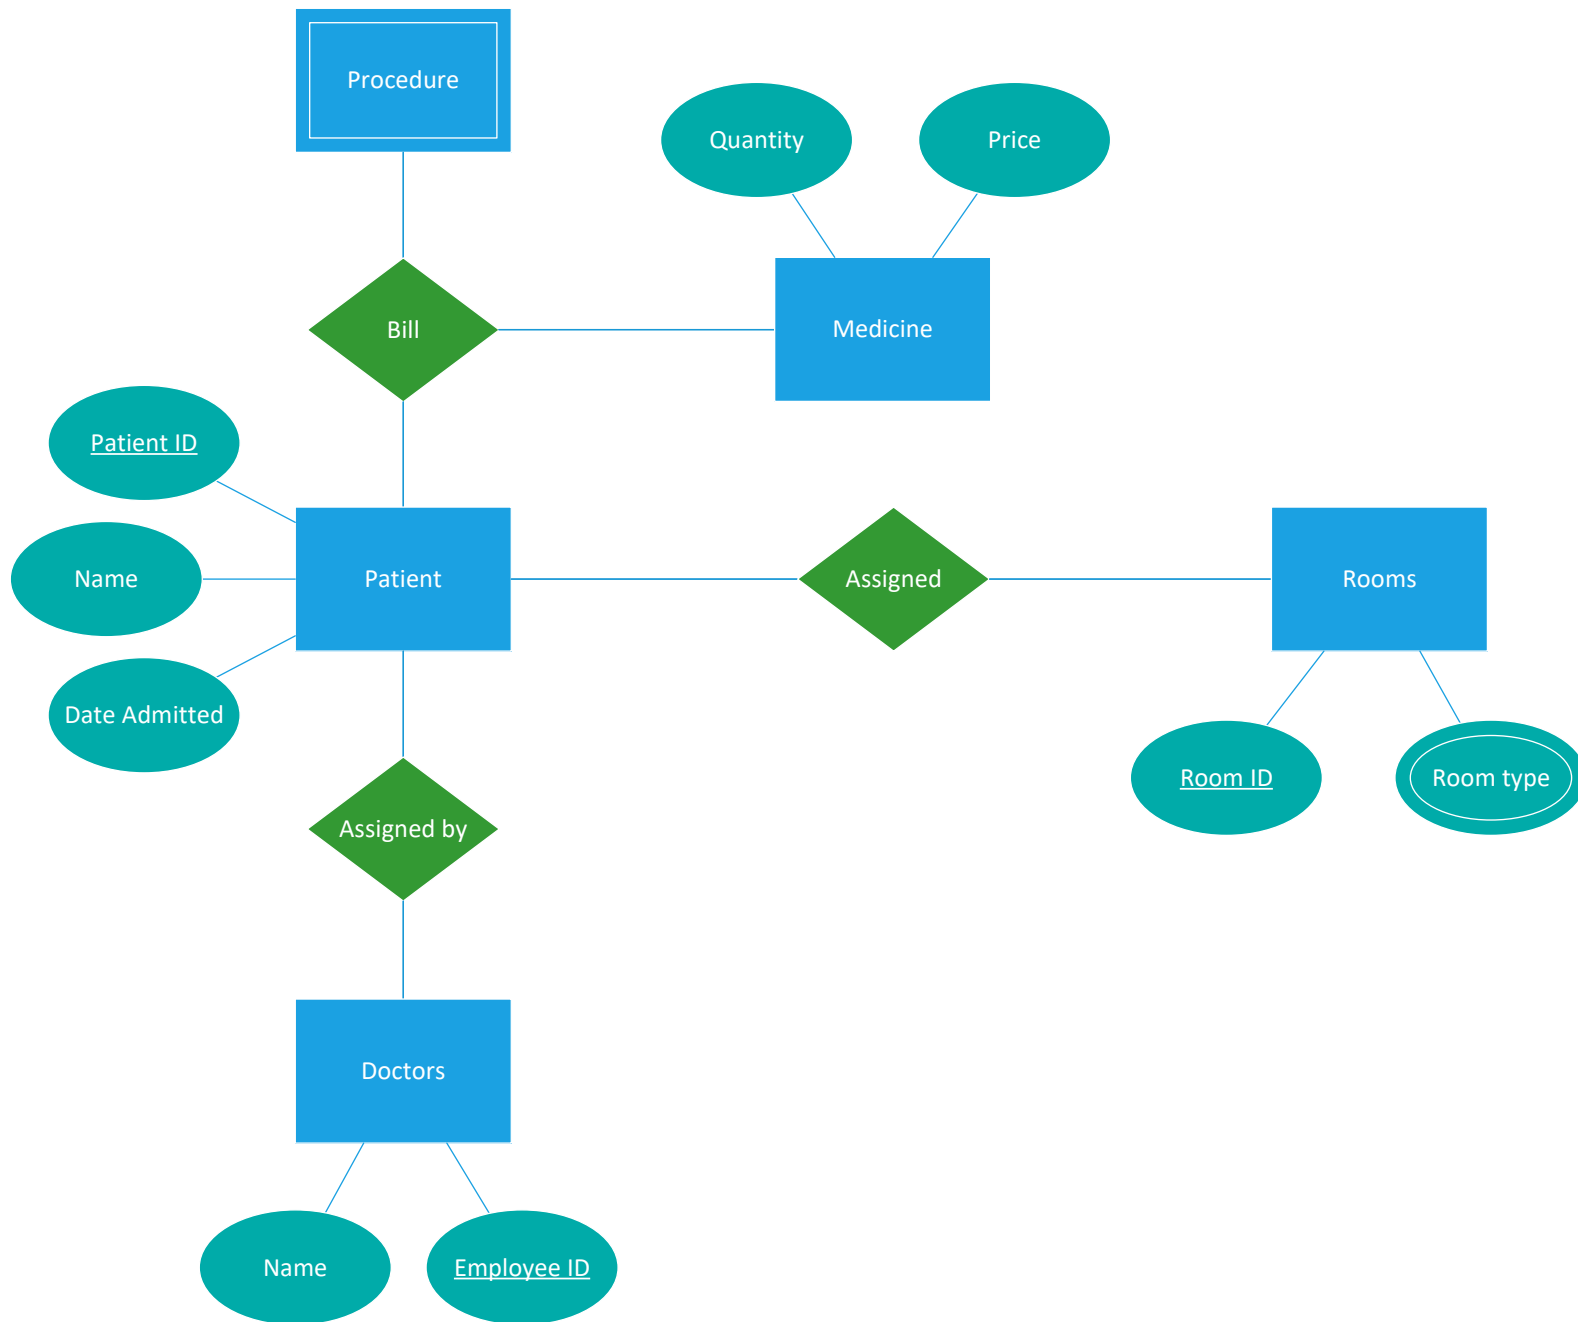 Procedure
Quantity
Price
Bill
Medicine
Patient ID
Name
Patient
Assigned
Rooms
Date Admitted
Room ID
Room type
Assigned by
Doctors
Name
Employee ID